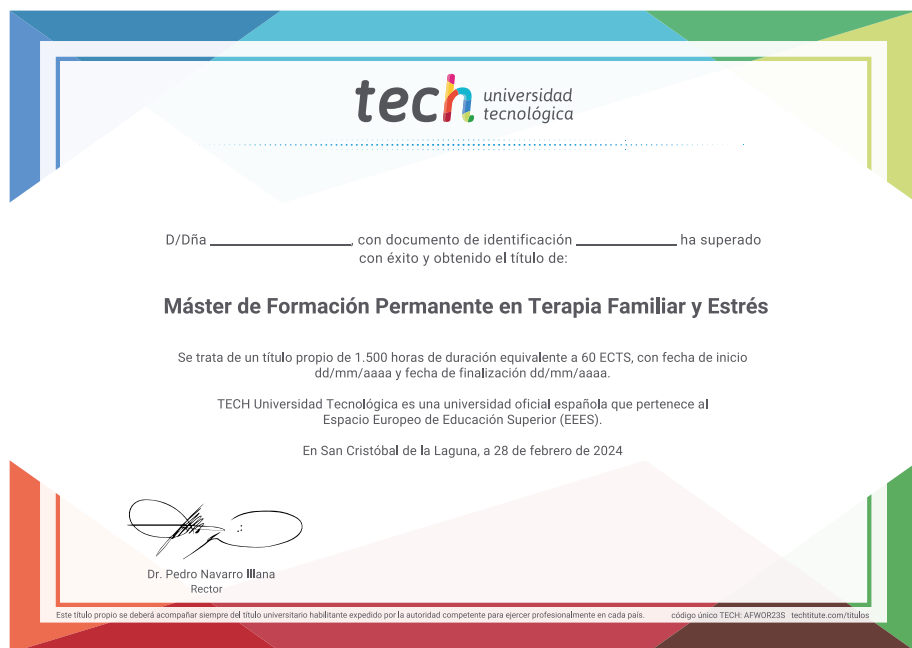 tech universidad
tecnológica
D/Dña ____________________, con documento de identificación ______________ ha superado
con éxito y obtenido el título de:
Máster de Formación Permanente en Terapia Familiar y Estrés
Se trata de un título propio de 1.500 horas de duración equivalente a 60 ECTS, con fecha de inicio
dd/mm/aaaa y fecha de finalización dd/mm/aaaa.
TECH Universidad Tecnológica es una universidad oficial española que pertenece al
Espacio Europeo de Educación Superior (EEES).
En San Cristóbal de la Laguna, a 28 de febrero de 2024
Dr. Pedro Navarro Illana
Rector
Este título propio se deberá acompañar siempre del título universitario habilitante expedido por la autoridad competente para ejercer profesionalmente en cada país. código único TECH: AFWOR23S techtitute.com/titulos